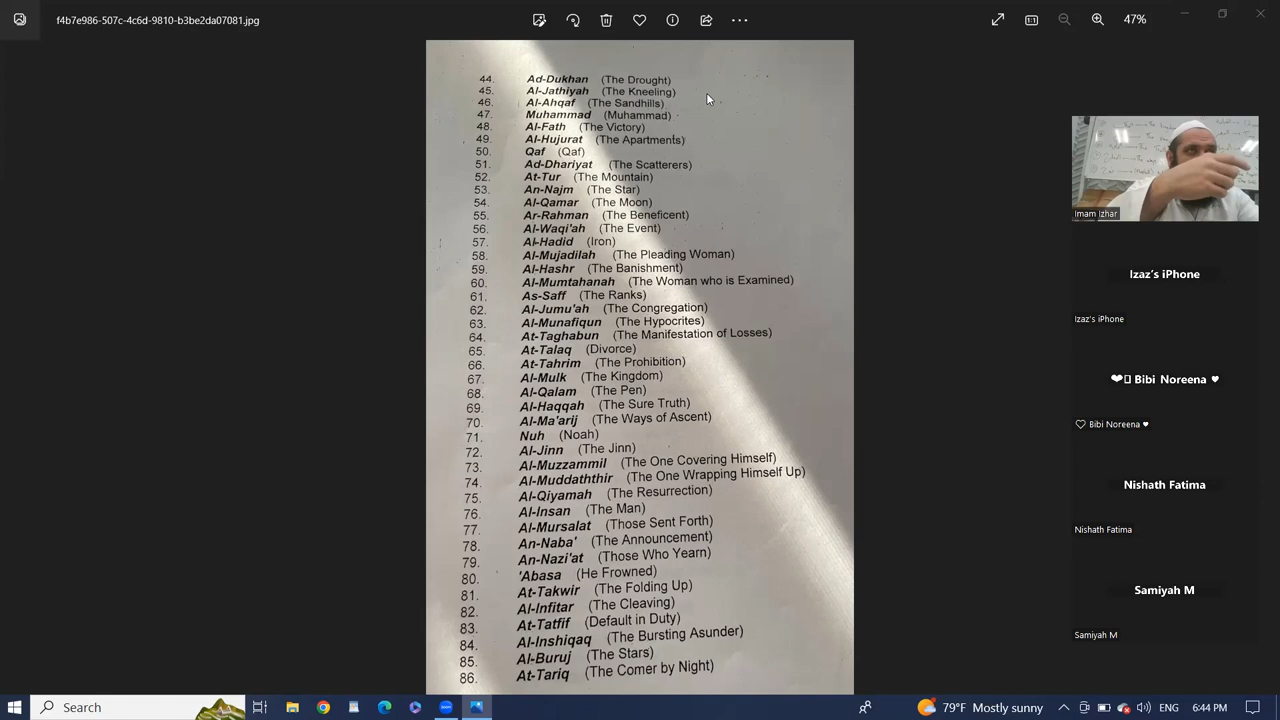 f4b7e986-507c-4c6d-9810-b3be2da07081.jpg
47%
44. Ad-Dukhan (The Drought)
45. Al-Jathiyah (The Kneeling)
46. Al-Ahqaf (The Sandhills)
47. Muhammad (Muhammad)
48. Al-Fath (The Victory)
49. Al-Hujurat (The Apartments)
50. Qaf (Qaf)
51. Ad-Dhariyat (The Scatterers)
52. At-Tur (The Mountain)
53. An-Najm (The Star)
54. Al-Qamar (The Moon)
55. Ar-Rahman (The Beneficent)
56. Al-Waqi'ah (The Event)
57. Al-Hadid (Iron)
58. Al-Mujadilah (The Pleading Woman)
59. Al-Hashr (The Banishment)
60. Al-Mumtahanah (The Woman who is Examined)
61. As-Saff (The Ranks)
62. Al-Jumu'ah (The Congregation)
63. Al-Munafiqun (The Hypocrites)
64. At-Taghabun (The Manifestation of Losses)
65. At-Talaq (Divorce)
66. At-Tahrim (The Prohibition)
67. Al-Mulk (The Kingdom)
68. Al-Qalam (The Pen)
69. Al-Haqqah (The Sure Truth)
70. Al-Ma'arij (The Ways of Ascent)
71. Nuh (Noah)
72. Al-Jinn (The Jinn)
73. Al-Muzzammil (The One Covering Himself)
74. Al-Muddaththir (The One Wrapping Himself Up)
75. Al-Qiyamah (The Resurrection)
76. Al-Insan (The Man)
77. Al-Mursalat (Those Sent Forth)
78. An-Naba' (The Announcement)
79. An-Nazi'at (Those Who Yearn)
80. 'Abasa (He Frowned)
81. At-Takwir (The Folding Up)
82. Al-Infitar (The Cleaving)
83. At-Tatfif (Default in Duty)
84. Al-Inshiqaq (The Bursting Asunder)
85. Al-Buruj (The Stars)
86. At-Tariq (The Comer by Night)
Imam Izhar
Izaz's iPhone
Izaz's iPhone
Bibi Noreena
Bibi Noreena
Nishath Fatima
Nishath Fatima
Samiyah M
Samiyah M
Search
79°F Mostly sunny
6:44 PM